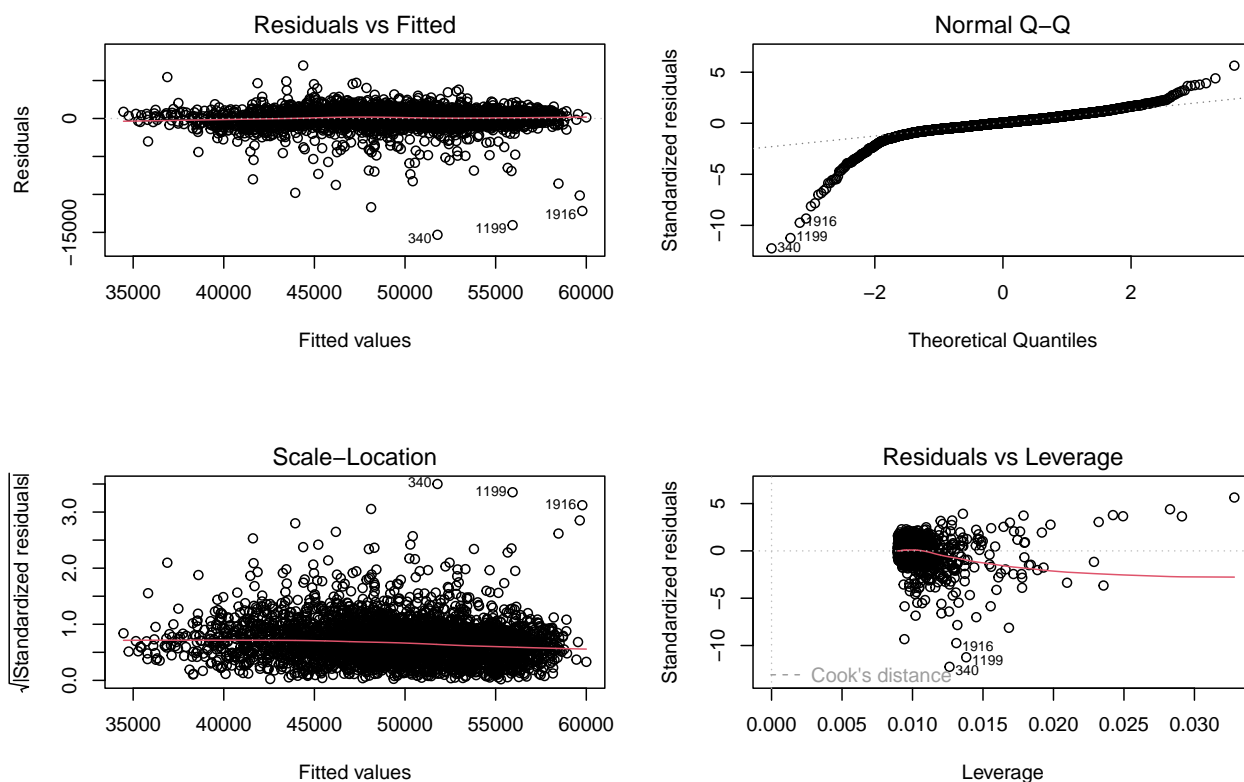 Residuals vs Fitted
Residuals
0
−15000
340
1199
1916
35000 40000 45000 50000 55000 60000
Fitted values
Normal Q−Q
Standardized residuals
5
0
−5
−10
1916
1199
340
−2 0 2
Theoretical Quantiles
Scale−Location
√|Standardized residuals|
3.0
2.0
1.0
0.0
340
1199
1916
35000 40000 45000 50000 55000 60000
Fitted values
Residuals vs Leverage
Standardized residuals
5
0
−5
−10
1916
1199
340
Cook's distance
0.000 0.005 0.010 0.015 0.020 0.025 0.030
Leverage